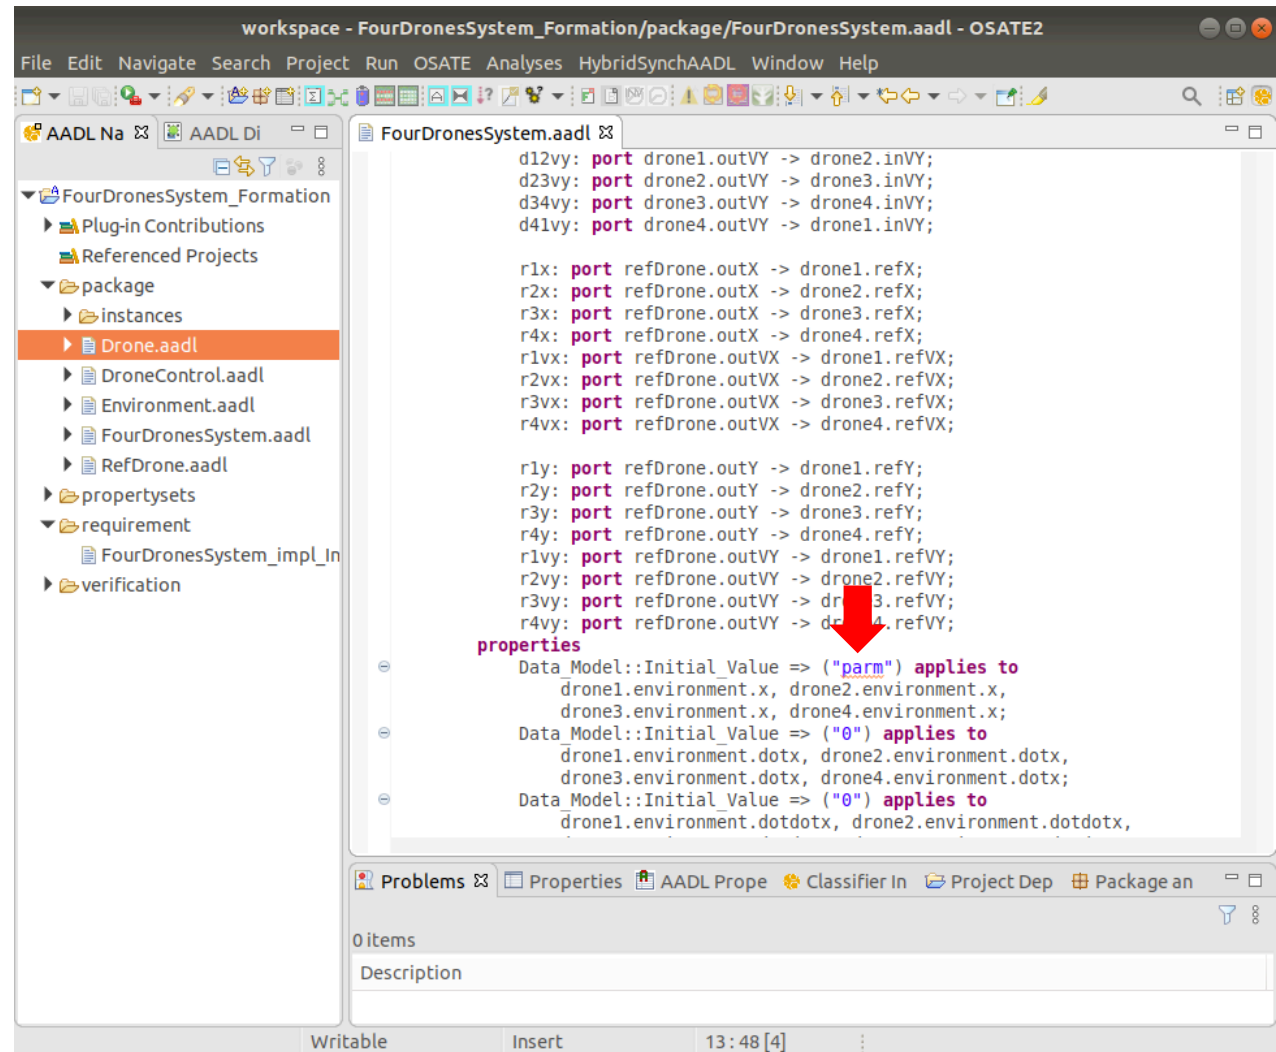 workspace - FourDronesSystem_Formation/package/FourDronesSystem.aadl - OSATE2
File Edit Navigate Search Project Run OSATE Analyses HybridSynchAADL Window Help
AADL Na AADL Di
FourDronesSystem_Formation
Plug-in Contributions
Referenced Projects
package
instances
Drone.aadl
DroneControl.aadl
Environment.aadl
FourDronesSystem.aadl
RefDrone.aadl
propertysets
requirement
FourDronesSystem_impl_In
verification
FourDronesSystem.aadl
d12vy: port drone1.outVY -> drone2.inVY;
d23vy: port drone2.outVY -> drone3.inVY;
d34vy: port drone3.outVY -> drone4.inVY;
d41vy: port drone4.outVY -> drone1.inVY;
r1x: port refDrone.outX -> drone1.refX;
r2x: port refDrone.outX -> drone2.refX;
r3x: port refDrone.outX -> drone3.refX;
r4x: port refDrone.outX -> drone4.refX;
r1vx: port refDrone.outVX -> drone1.refVX;
r2vx: port refDrone.outVX -> drone2.refVX;
r3vx: port refDrone.outVX -> drone3.refVX;
r4vx: port refDrone.outVX -> drone4.refVX;
r1y: port refDrone.outY -> drone1.refY;
r2y: port refDrone.outY -> drone2.refY;
r3y: port refDrone.outY -> drone3.refY;
r4y: port refDrone.outY -> drone4.refY;
r1vy: port refDrone.outVY -> drone1.refVY;
r2vy: port refDrone.outVY -> drone2.refVY;
r3vy: port refDrone.outVY -> dr 3.refVY;
r4vy: port refDrone.outVY -> 4.refVY;
properties
Data_Model::Initial_Value => ("parm") applies to
drone1.environment.x, drone2.environment.x,
drone3.environment.x, drone4.environment.x;
Data_Model::Initial_Value => ("0") applies to
drone1.environment.dotx, drone2.environment.dotx,
drone3.environment.dotx, drone4.environment.dotx;
Data_Model::Initial_Value => ("0") applies to
drone1.environment.dotdotx, drone2.environment.dotdotx,
Problems Properties AADL Prope Classifier In Project Dep Package an
0 items
Description
Writable Insert 13 : 48 [4]